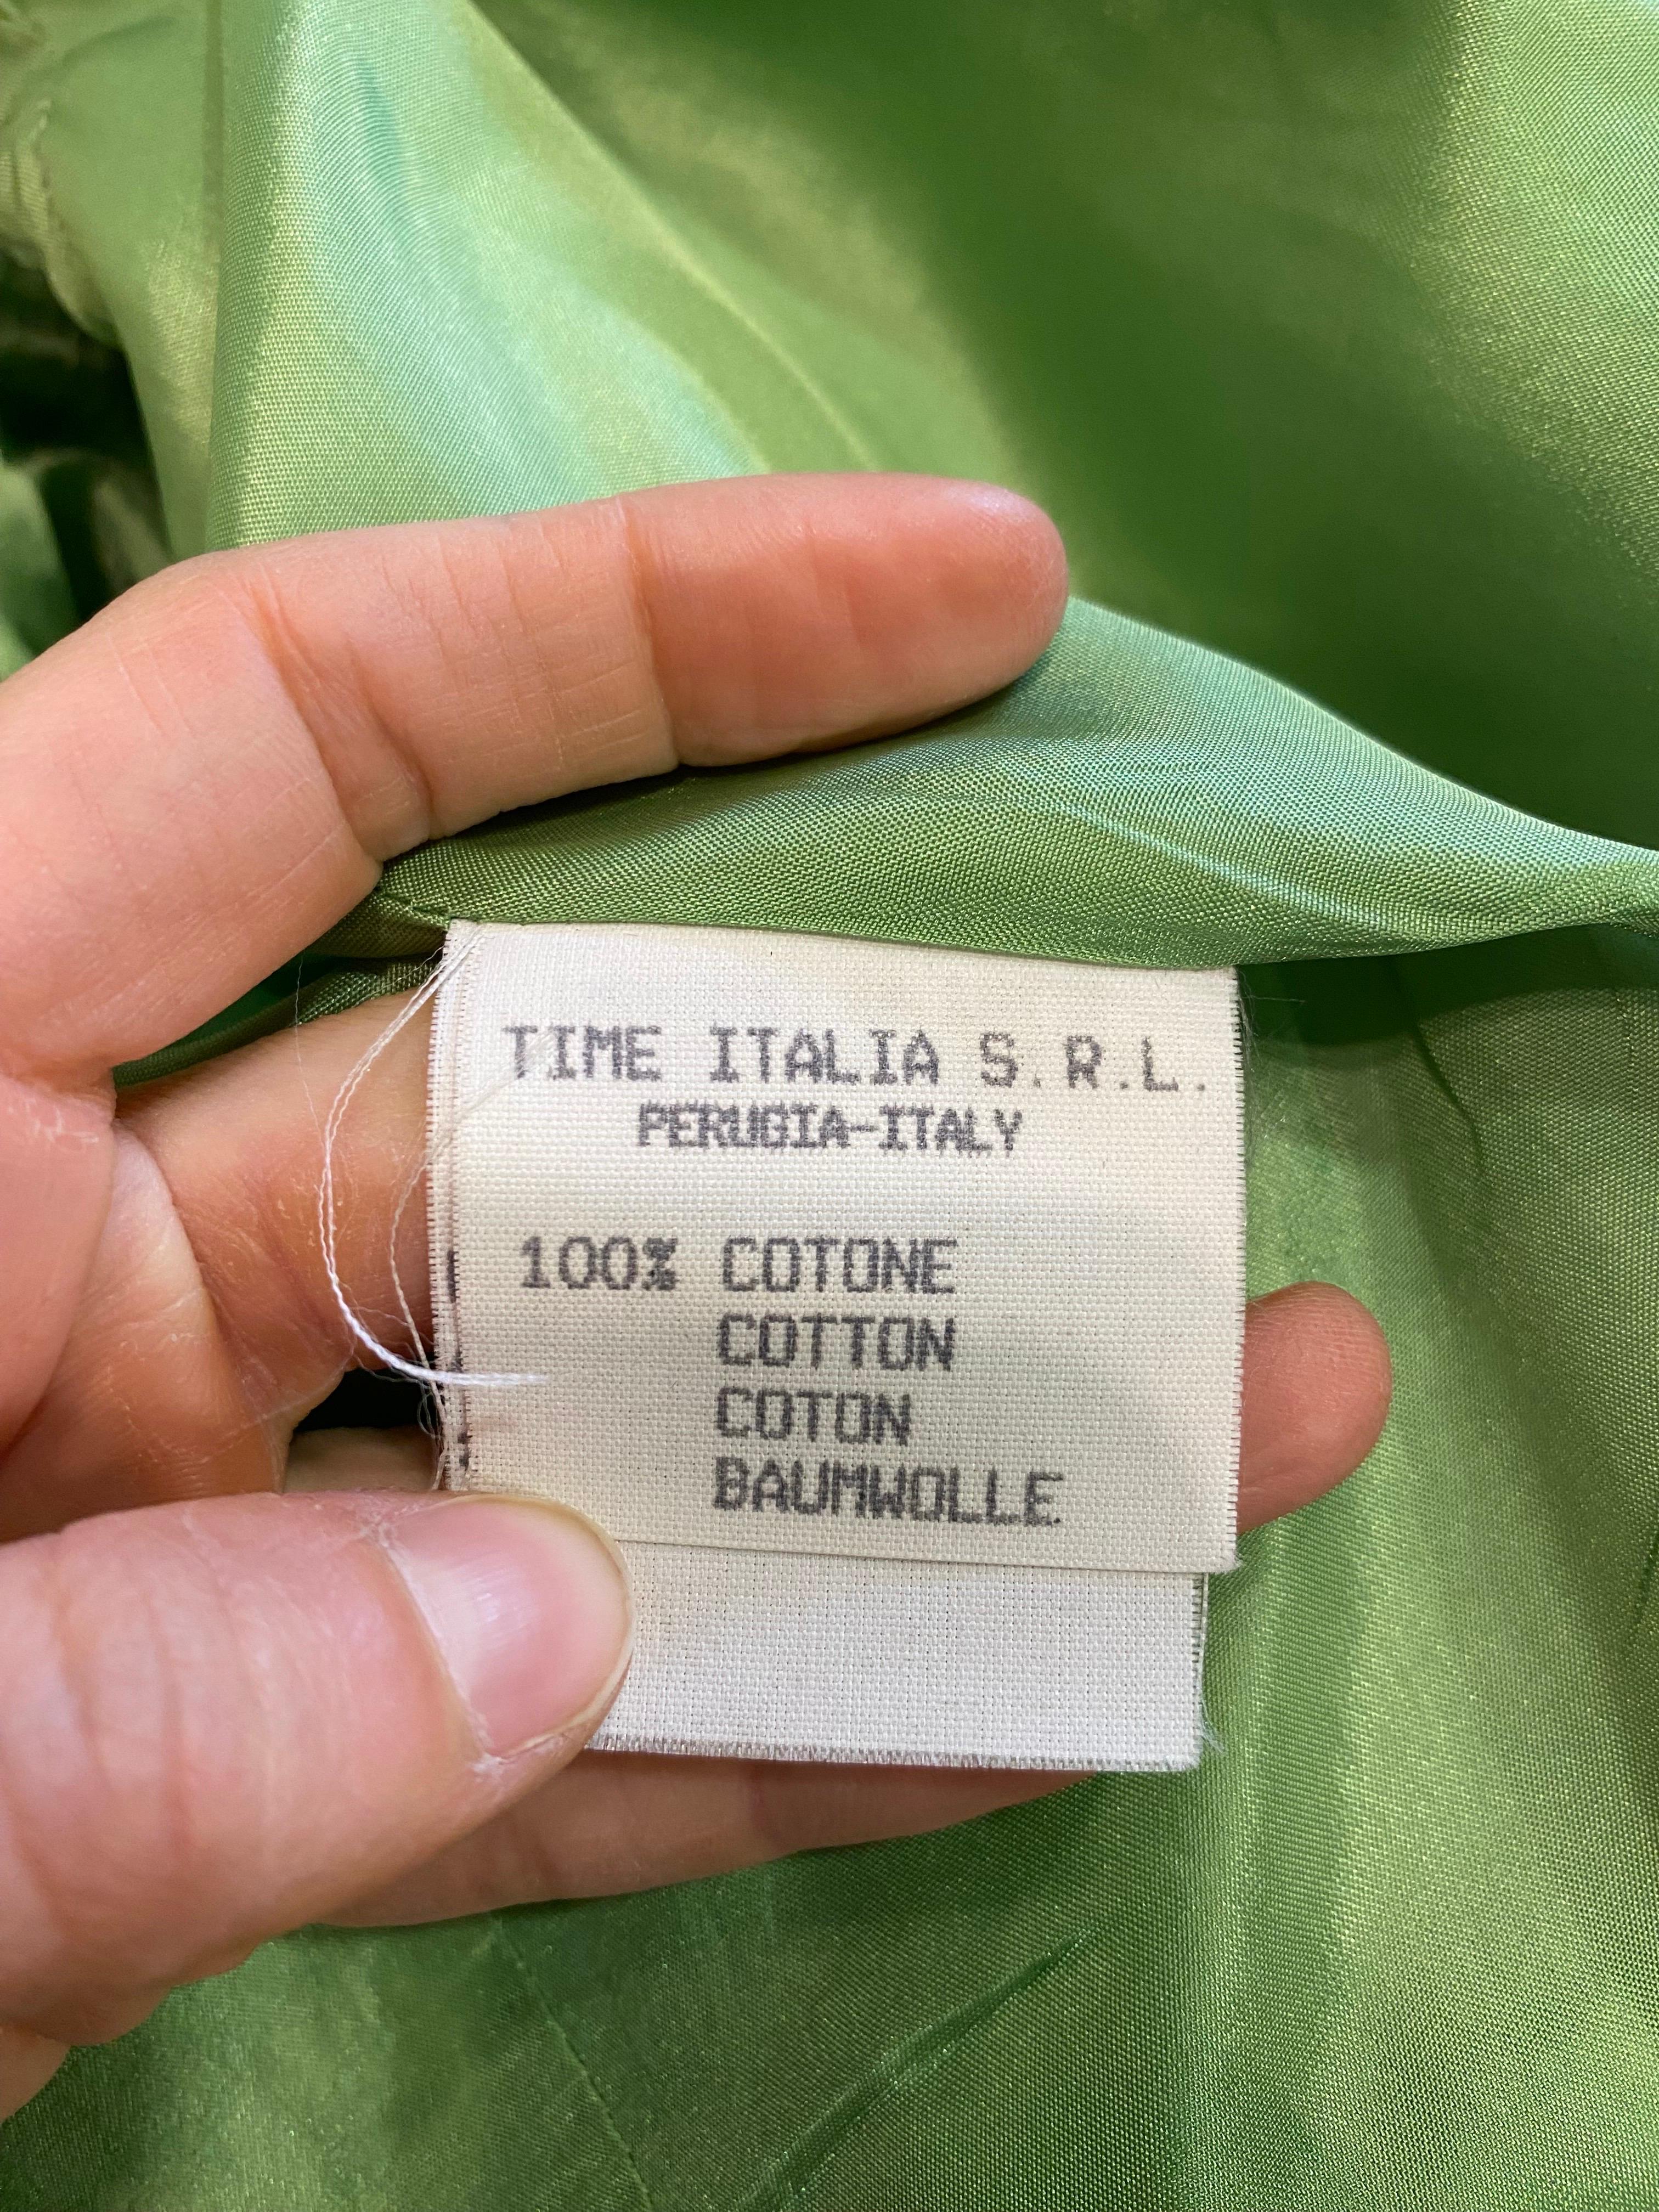 TIME ITALIA S.R.L.
PERUGIA-ITALY
100% COTONE
COTTON
COTON
BAUMWOLLE